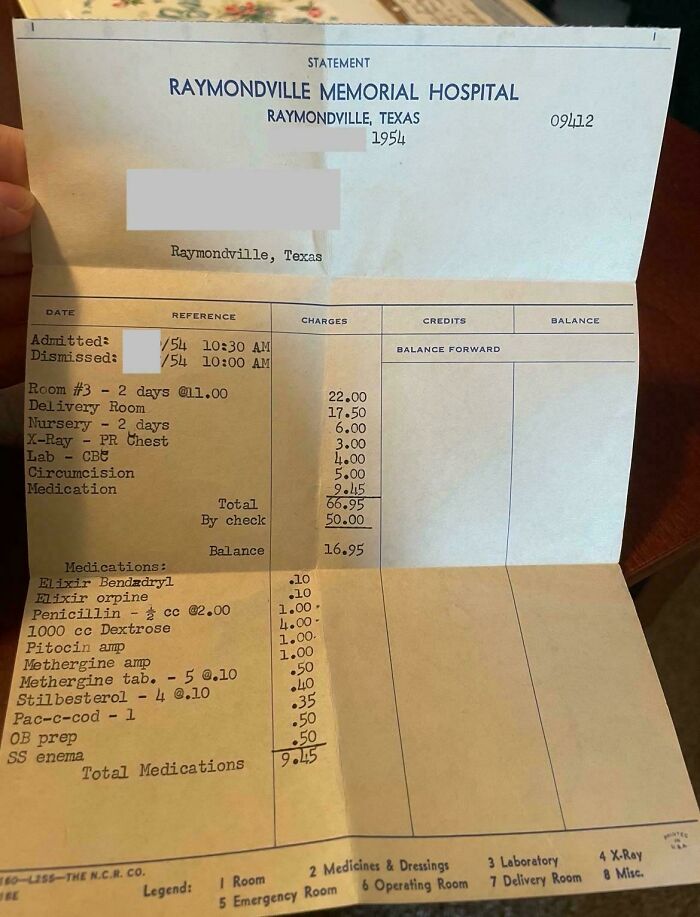 STATEMENT
RAYMONDVILLE MEMORIAL HOSPITAL
RAYMONDVILLE, TEXAS
09412
1954
Raymondville, Texas
DATE REFERENCE CHARGES CREDITS BALANCE
Admitted: /54 10:30 AM
BALANCE FORWARD
Dismissed: /54 10:00 AM
Room #3 - 2 days @11.00 22.00
Delivery Room 17.50
Nursery - 2 days 6.00
X-Ray - PR Chest 3.00
Lab - CBC 4.00
Circumcision 5.00
Medication 9.45
Total 66.95
By check 50.00
Balance 16.95
Medications:
Elixir Bendadryl .10
Elixir orpine .10
Penicillin - ½ cc @2.00 1.00
1000 cc Dextrose 4.00
Pitocin amp 1.00
Methergine amp 1.00
Methergine tab. - 5 @.10 .50
Stilbesterol - 4 @.10 .40
Pac-c-cod - 1 .35
OB prep .50
SS enema .50
Total Medications 9.45
PRINTED IN U.S.A.
THE N.C.R. CO.
Legend: 1 Room 2 Medicines & Dressings 3 Laboratory 4 X-Ray
5 Emergency Room 6 Operating Room 7 Delivery Room 8 Misc.